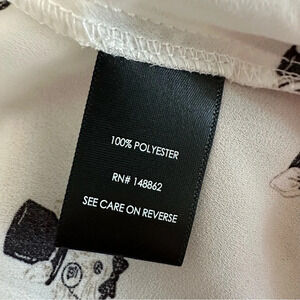 100% POLYESTER
RN# 148862
SEE CARE ON REVERSE